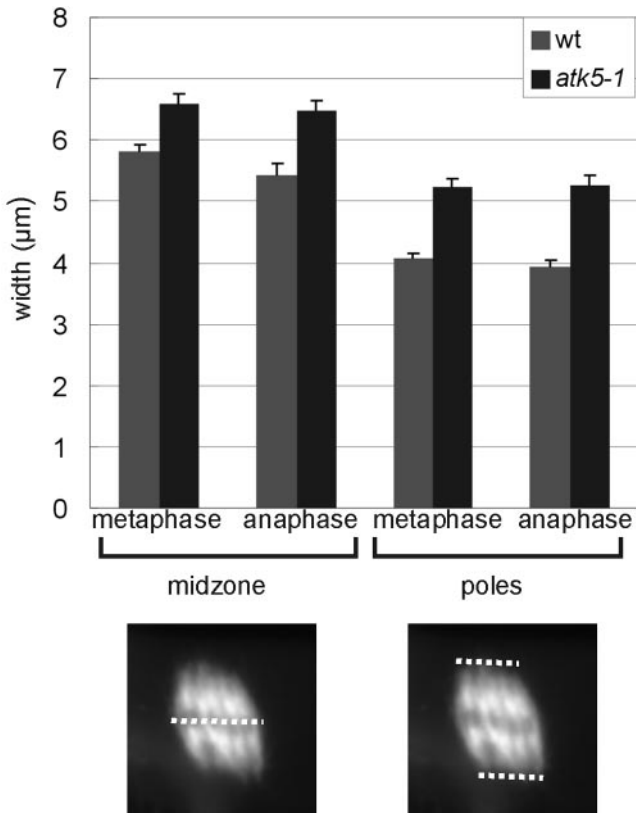 8
7
6
5
4
3
2
1
0
width (µm)
wt
atk5-1
metaphase anaphase metaphase anaphase
midzone poles